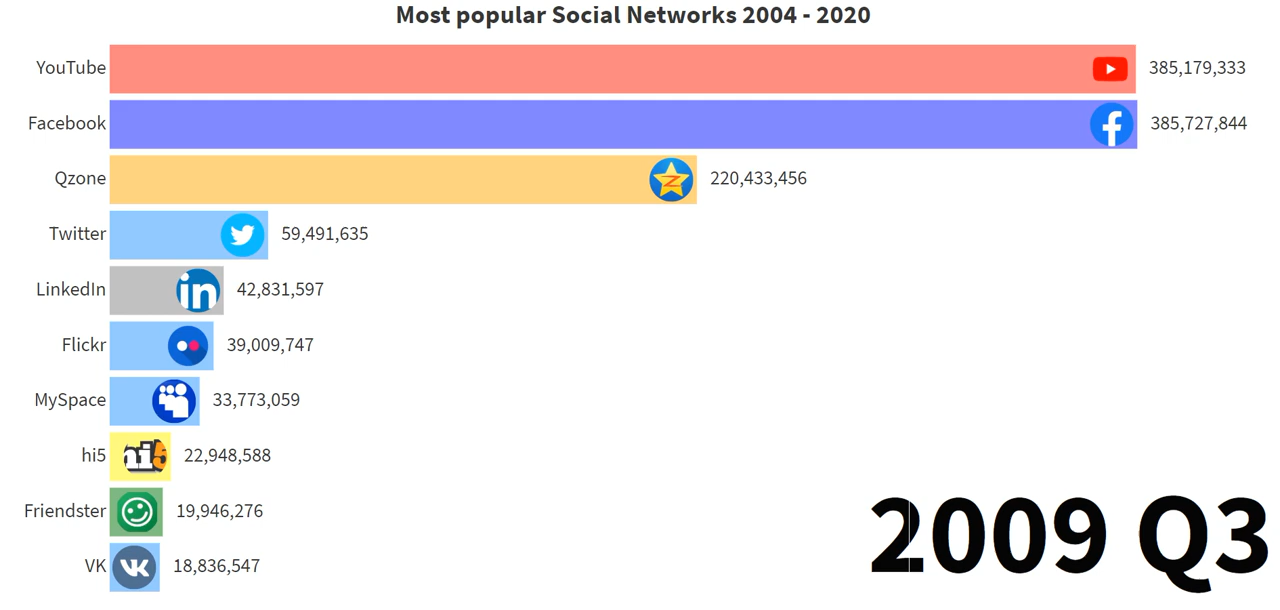 Most popular Social Networks 2004 - 2020
YouTube 385,179,333
Facebook 385,727,844
Qzone 220,433,456
Twitter 59,491,635
LinkedIn in 42,831,597
Flickr 39,009,747
MySpace 33,773,059
hi5 hi5 22,948,588
Friendster 19,946,276
VK 18,836,547
2009 Q3